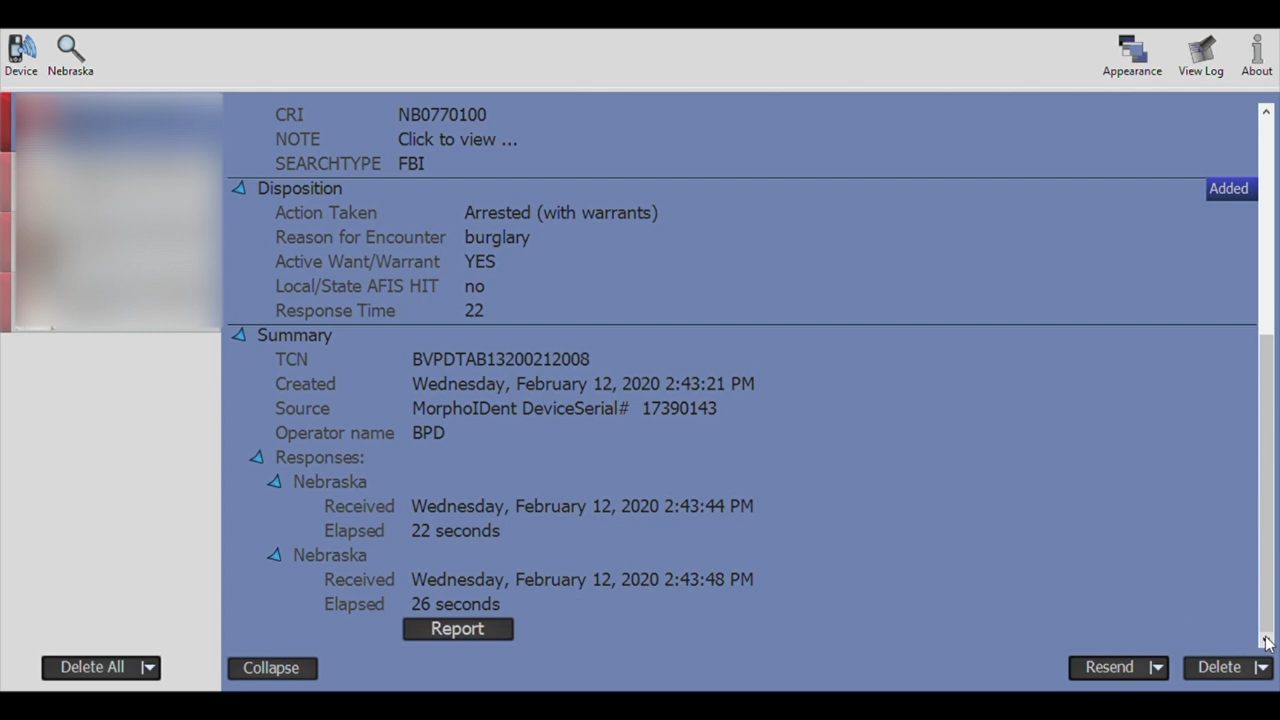 Device Nebraska Appearance View Log About
CRI NB0770100
NOTE Click to view ...
SEARCHTYPE FBI
Disposition Added
Action Taken Arrested (with warrants)
Reason for Encounter burglary
Active Want/Warrant YES
Local/State AFIS HIT no
Response Time 22
Summary
TCN BVPDTAB13200212008
Created Wednesday, February 12, 2020 2:43:21 PM
Source MorphoIDent DeviceSerial# 17390143
Operator name BPD
Responses:
Nebraska
Received Wednesday, February 12, 2020 2:43:44 PM
Elapsed 22 seconds
Nebraska
Received Wednesday, February 12, 2020 2:43:48 PM
Elapsed 26 seconds
Report
Delete All Collapse Resend Delete